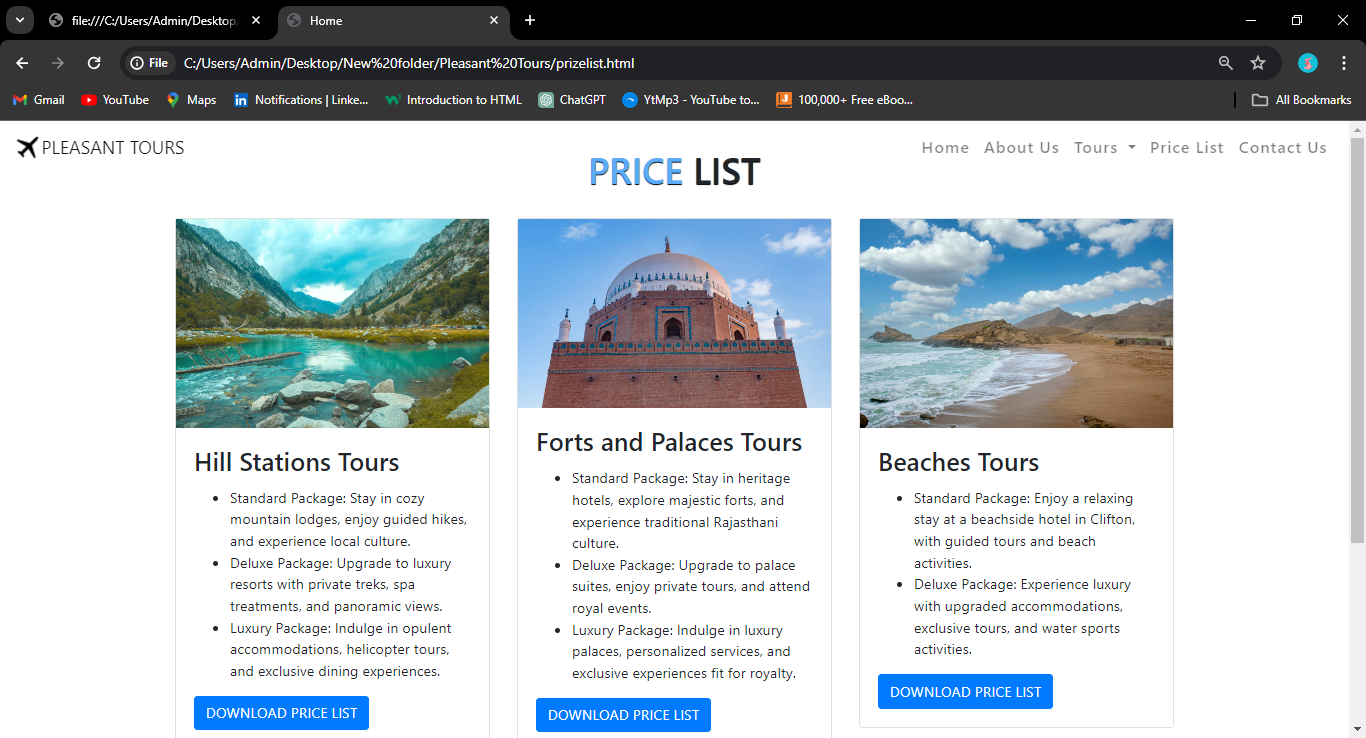 file:///C:/Users/Admin/Desktop/
Home
File
C:/Users/Admin/Desktop/New%20folder/Pleasant%20Tours/prizelist.html
Gmail
YouTube
Maps
Notifications | Linke...
Introduction to HTML
ChatGPT
YtMp3 - YouTube to...
100,000+ Free eBoo...
All Bookmarks
PLEASANT TOURS
Home
About Us
Tours
Price List
Contact Us
PRICE LIST
Hill Stations Tours
Standard Package: Stay in cozy
mountain lodges, enjoy guided hikes,
and experience local culture.
Deluxe Package: Upgrade to luxury
resorts with private treks, spa
treatments, and panoramic views.
Luxury Package: Indulge in opulent
accommodations, helicopter tours,
and exclusive dining experiences.
DOWNLOAD PRICE LIST
Forts and Palaces Tours
Standard Package: Stay in heritage
hotels, explore majestic forts, and
experience traditional Rajasthani
culture.
Deluxe Package: Upgrade to palace
suites, enjoy private tours, and attend
royal events.
Luxury Package: Indulge in luxury
palaces, personalized services, and
exclusive experiences fit for royalty.
DOWNLOAD PRICE LIST
Beaches Tours
Standard Package: Enjoy a relaxing
stay at a beachside hotel in Clifton,
with guided tours and beach
activities.
Deluxe Package: Experience luxury
with upgraded accommodations,
exclusive tours, and water sports
activities.
DOWNLOAD PRICE LIST